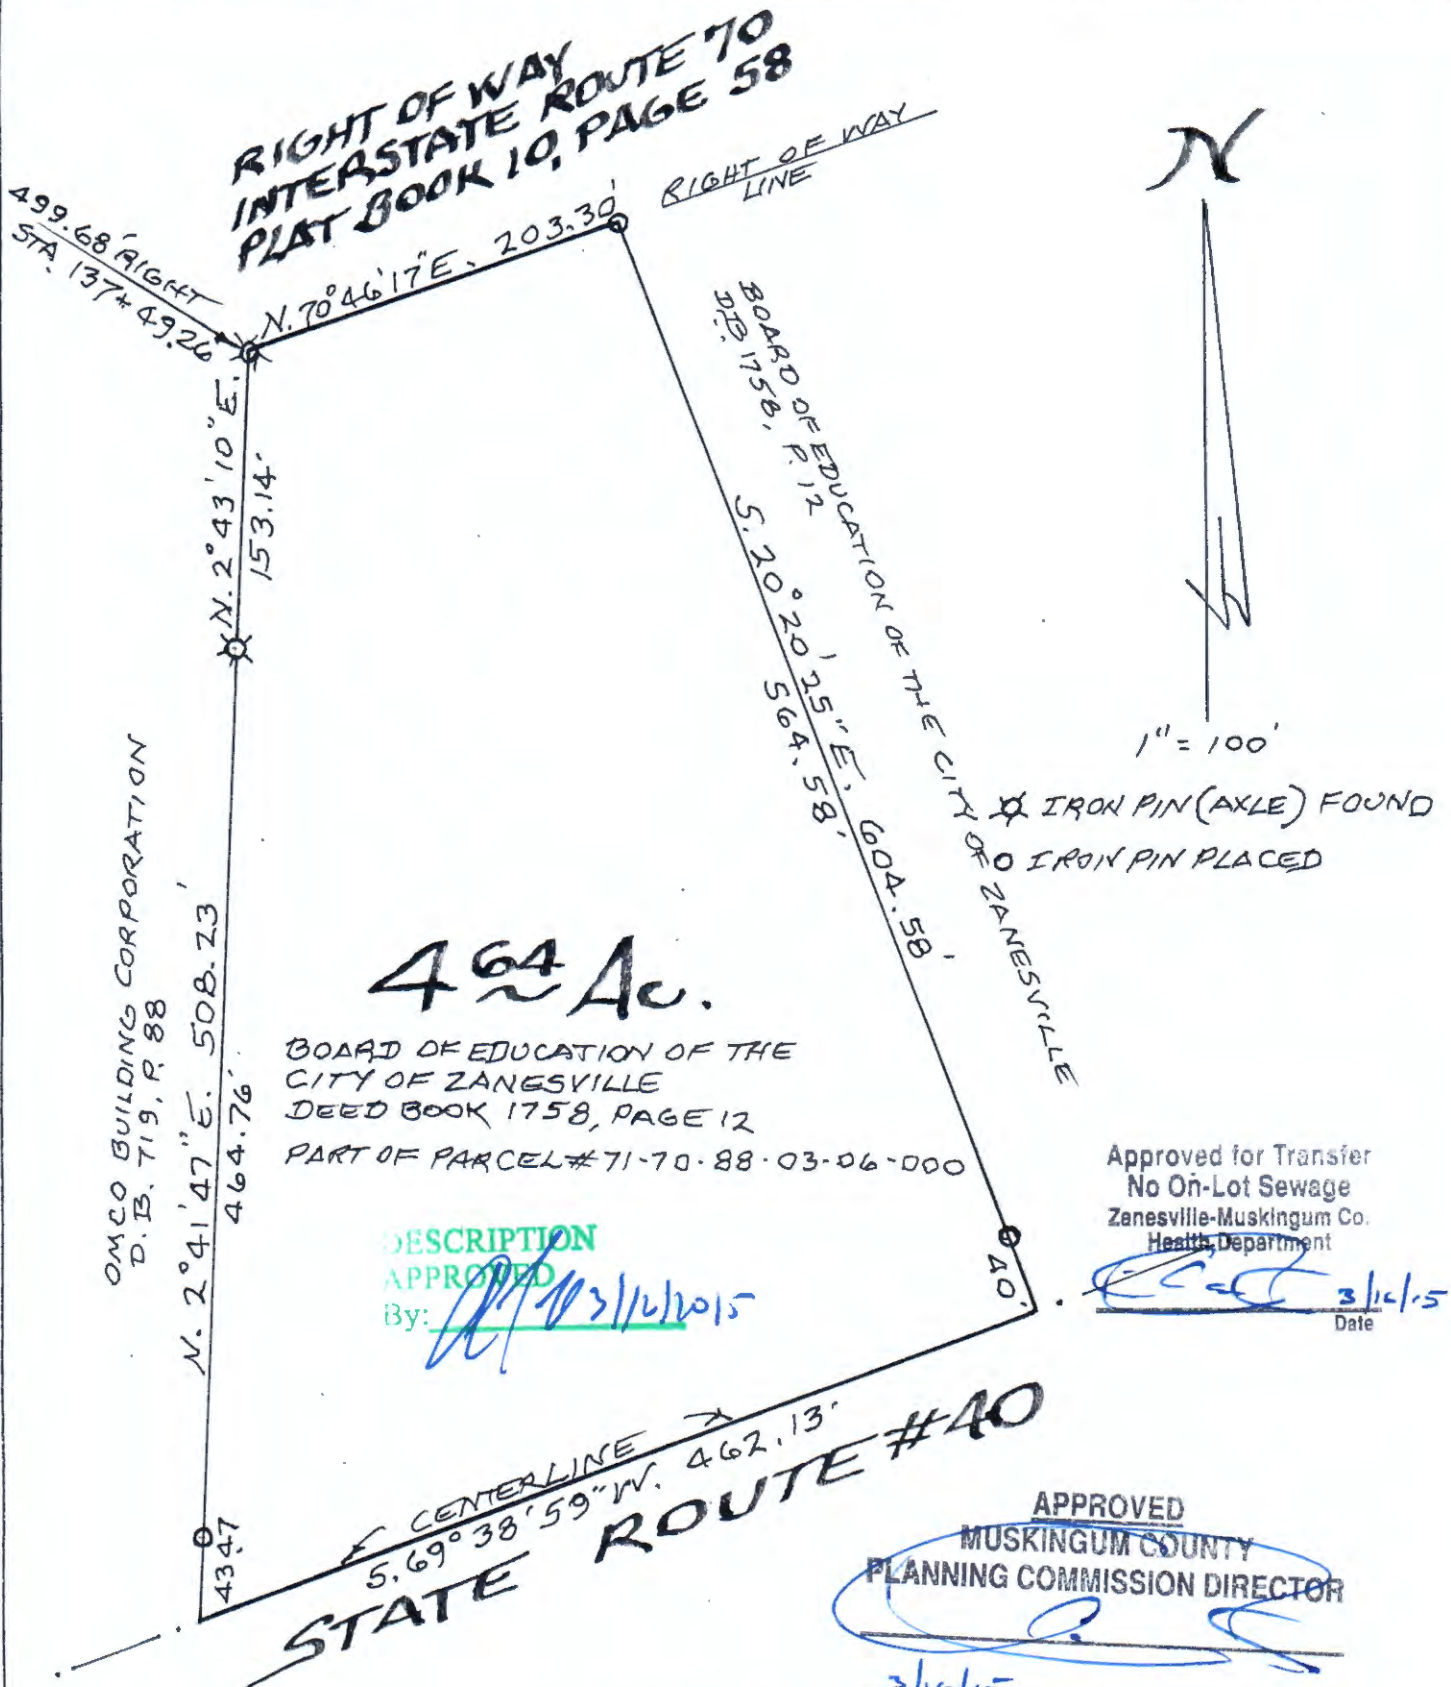 RIGHT OF WAY
INTERSTATE ROUTE 70
PLAT BOOK 10, PAGE 58
RIGHT OF WAY
LINE
N
499.68' RIGHT
STA. 137+49.26
N. 70°46'17"E. 203.30'
N. 2°43'10"E.
153.14'
BOARD OF EDUCATION OF THE CITY OF ZANESVILLE
D.B. 1758, P. 12
S. 20°20'25"E. 604.58'
564.58'
1" = 100'
IRON PIN (AXLE) FOUND
IRON PIN PLACED
OMCO BUILDING CORPORATION
D.B. 719, P. 88
N. 2°41'47"E. 508.23'
464.76'
4 64 Ac.
BOARD OF EDUCATION OF THE
CITY OF ZANESVILLE
DEED BOOK 1758, PAGE 12
PART OF PARCEL # 71-70-88-03-06-000
Approved for Transfer
No On-Lot Sewage
Zanesville-Muskingum Co.
Health Department
Date
DESCRIPTION
APPROVED
By: 3/12/2015
40'
43.47
CENTERLINE
S. 69°38'59"W. 462.13'
STATE ROUTE #40
APPROVED
MUSKINGUM COUNTY
PLANNING COMMISSION DIRECTOR